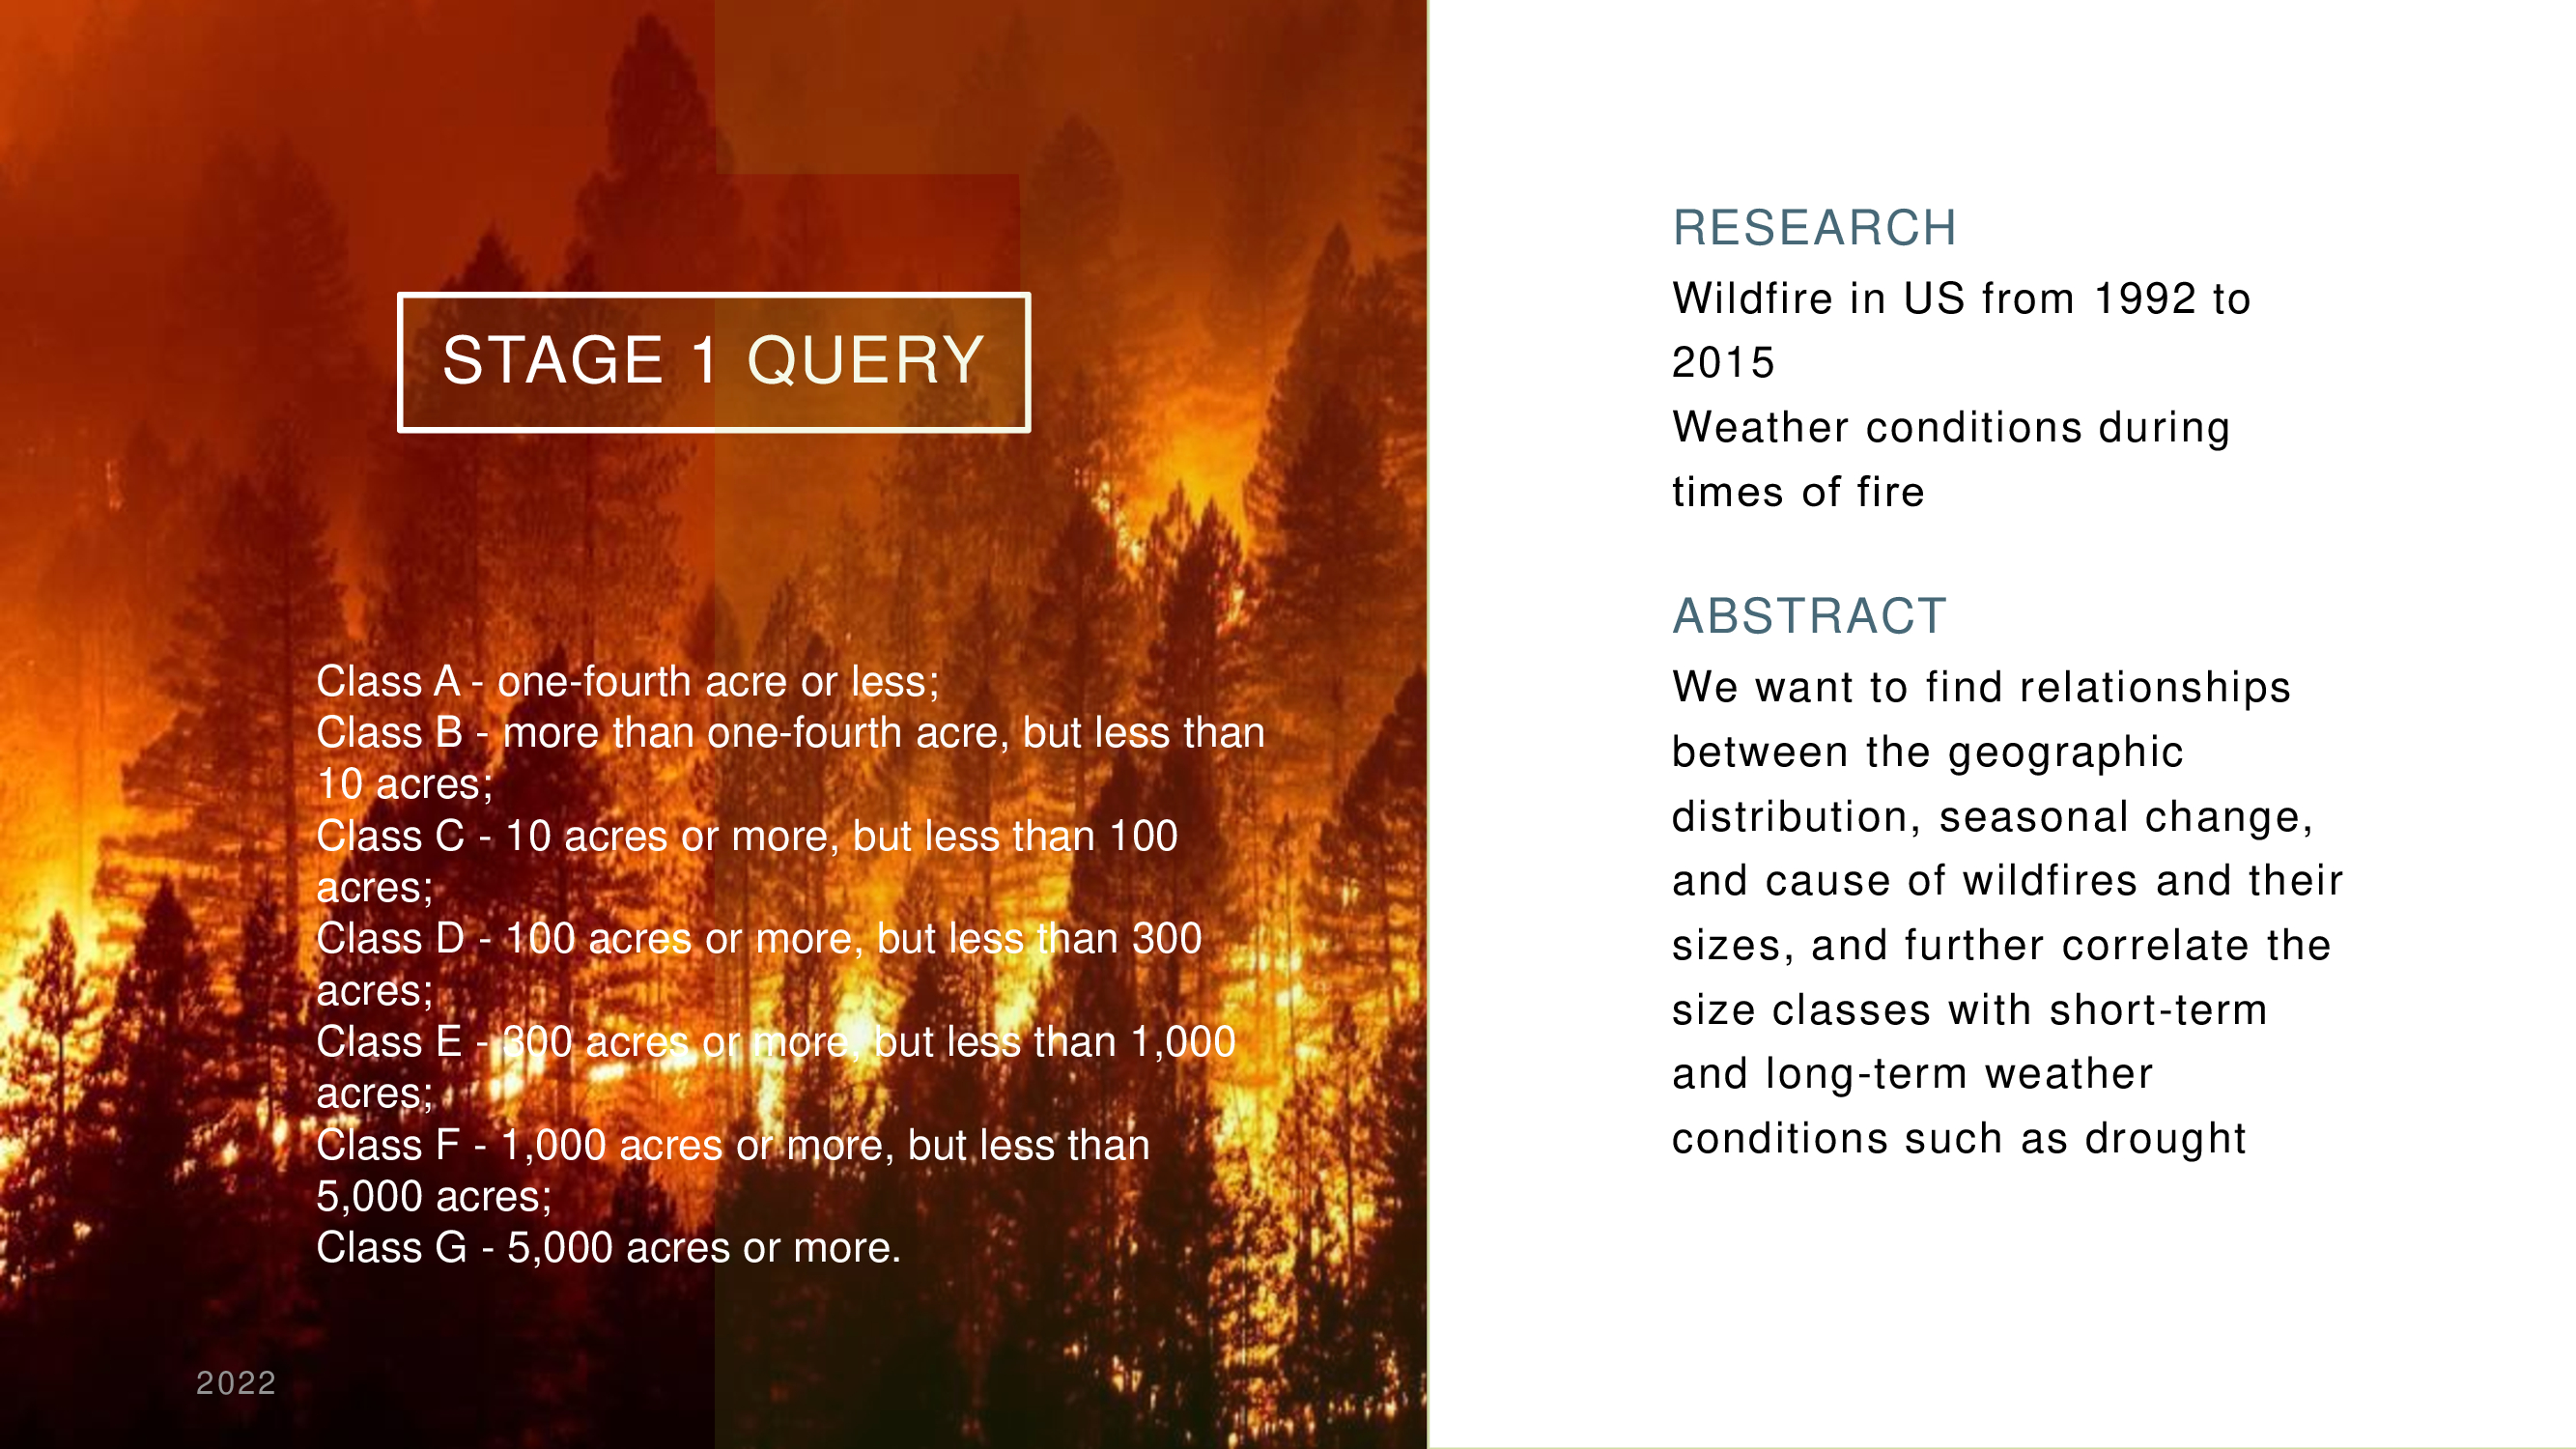 STAGE 1 QUERY
Class A - one-fourth acre or less;
Class B - more than one-fourth acre, but less than
10 acres;
Class C - 10 acres or more, but less than 100
acres;
Class D - 100 acres or more, but less than 300
acres;
Class E - 300 acres or more, but less than 1,000
acres;
Class F - 1,000 acres or more, but less than
5,000 acres;
Class G - 5,000 acres or more.
2022
RESEARCH
Wildfire in US from 1992 to
2015
Weather conditions during
times of fire
ABSTRACT
We want to find relationships
between the geographic
distribution, seasonal change,
and cause of wildfires and their
sizes, and further correlate the
size classes with short-term
and long-term weather
conditions such as drought